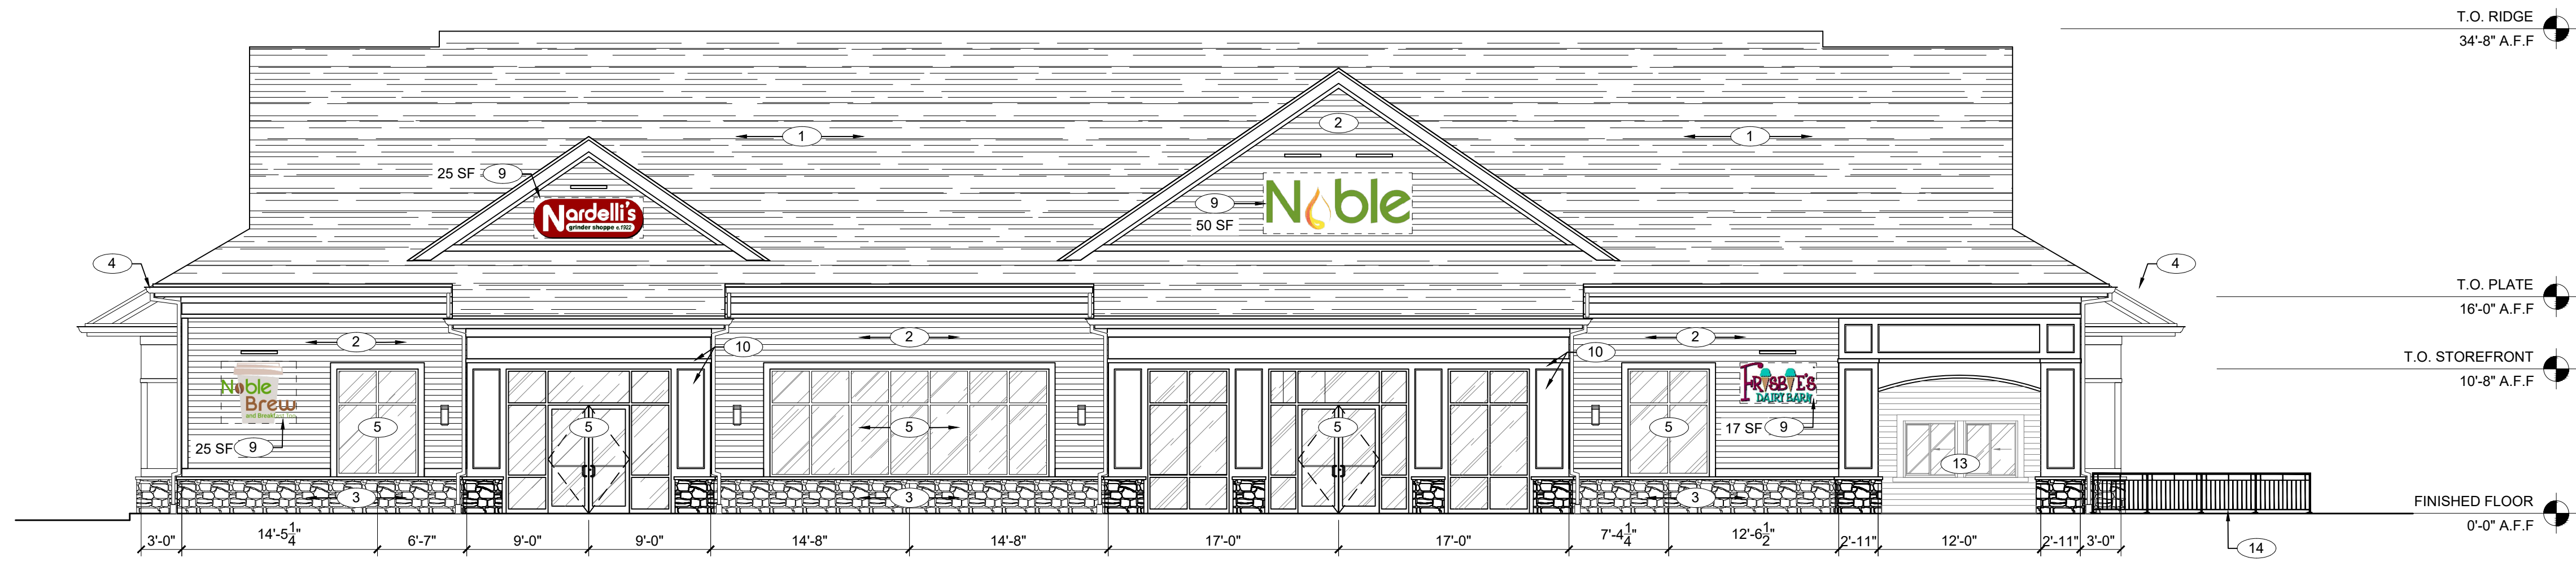 T.O. RIDGE
34'-8" A.F.F
2
1
1
25 SF 9
Nardelli's
grinder shoppe e.1922
9
50 SF
Noble
4
4
T.O. PLATE
16'-0" A.F.F
2
2
2
10
10
T.O. STOREFRONT
10'-8" A.F.F
Noble
Brew
and Breakfast Too
FRISBIE'S
DAIRY BARN
25 SF 9
5
5
5
5
5
17 SF 9
13
3
3
3
FINISHED FLOOR
0'-0" A.F.F
3'-0"
14'-5 1/4"
6'-7"
9'-0"
9'-0"
14'-8"
14'-8"
17'-0"
17'-0"
7'-4 1/4"
12'-6 1/2"
2'-11"
12'-0"
2'-11"
3'-0"
14